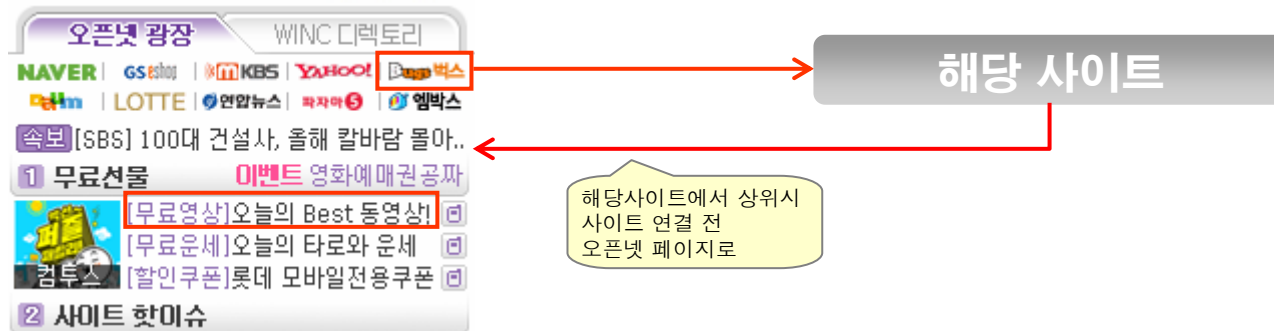 오픈넷 광장 WINC 디렉토리
NAVER GS eshop KBS YAHOO! Bugs 벅스
해당 사이트
Daum LOTTE 연합뉴스 팍자야 5 엠박스
속보 [SBS] 100대 건설사, 올해 칼바람 몰아..
1 무료선물 이벤트 영화예매권공짜
해당사이트에서 상위시
사이트 연결 전
오픈넷 페이지로
[무료영상]오늘의 Best 동영상!
[무료운세]오늘의 타로와 운세
컴투스 [할인쿠폰]롯데 모바일전용쿠폰
2 사이트 핫이슈